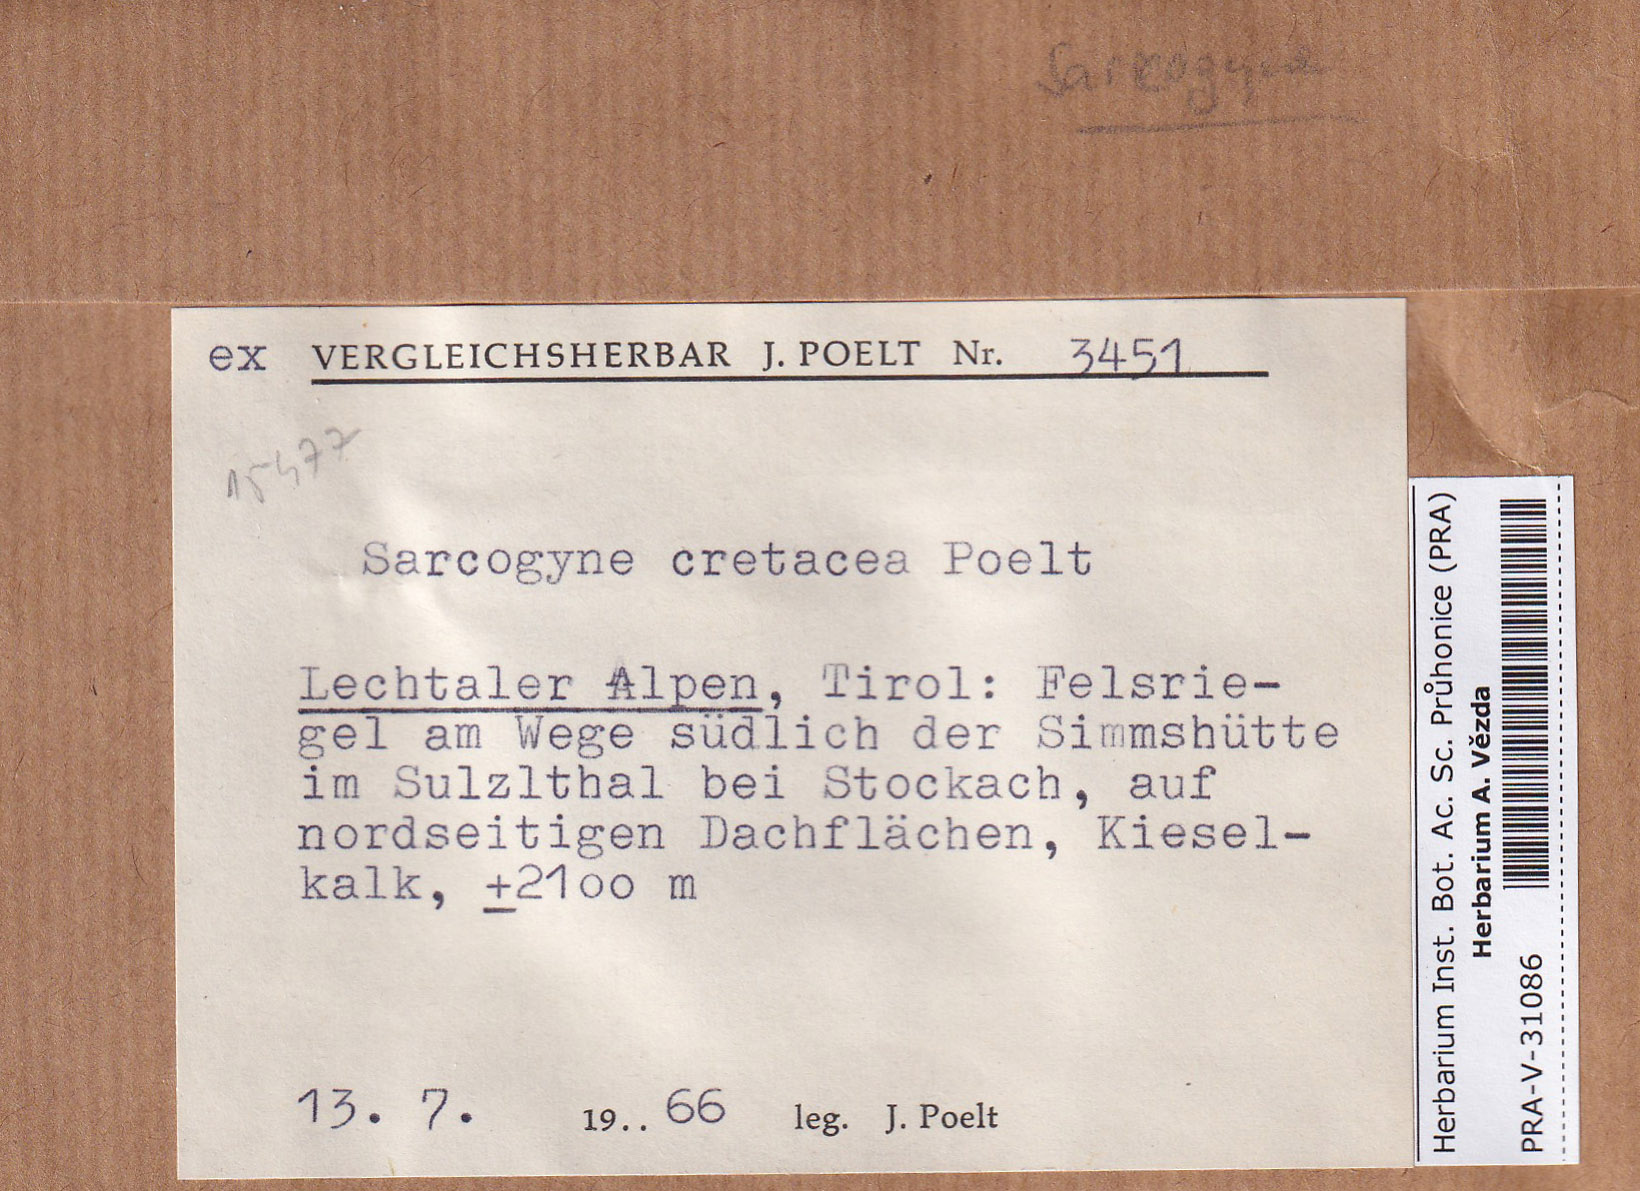 Sarcogyne
ex VERGLEICHSHERBAR J. POELT Nr. 3451
15477
Sarcogyne cretacea Poelt
Lechtaler Alpen, Tirol: Felsrie-
gel am Wege südlich der Simmshütte
im Sulzlthal bei Stockach, auf
nordseitigen Dachflächen, Kiesel-
kalk, ±21oo m
13. 7. 19.. 66 leg. J. Poelt
Herbarium Inst. Bot. Ac. Sc. Průhonice (PRA)
Herbarium A. Vězda
PRA-V-31086